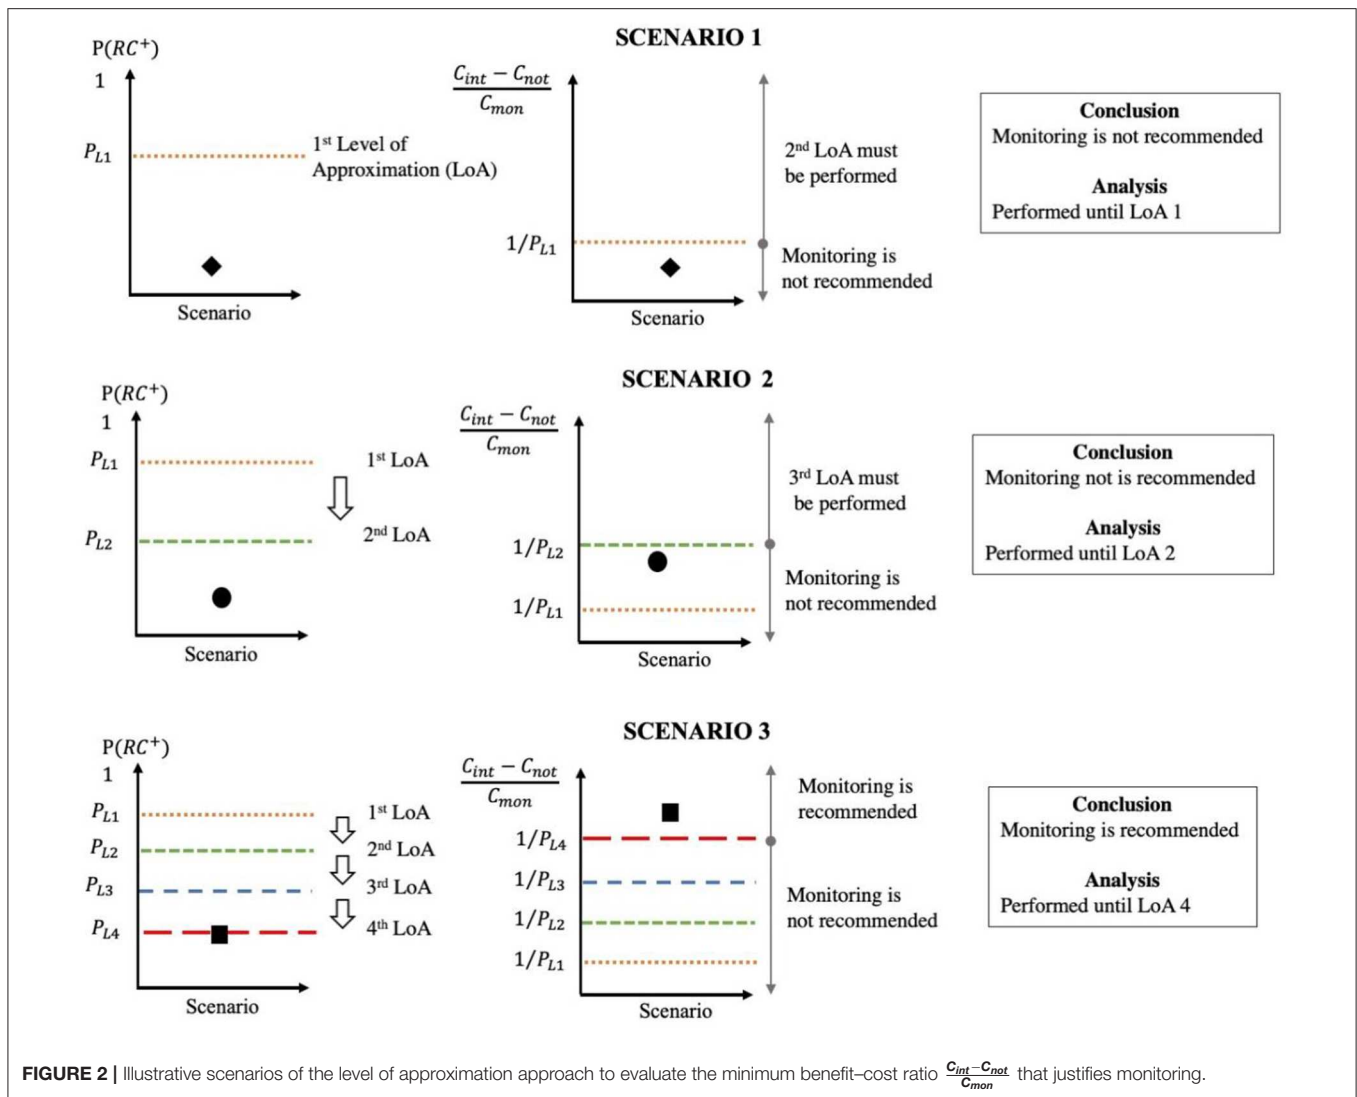 SCENARIO 1
P(RC⁺)
1
P_L1
1st Level of
Approximation (LoA)
Scenario
C_int − C_not
C_mon
1/P_L1
Scenario
2nd LoA must
be performed
Monitoring is
not recommended
Conclusion
Monitoring is not recommended
Analysis
Performed until LoA 1
SCENARIO 2
P(RC⁺)
1
P_L1
1st LoA
P_L2
2nd LoA
Scenario
C_int − C_not
C_mon
1/P_L2
1/P_L1
Scenario
3rd LoA must
be performed
Monitoring is
not recommended
Conclusion
Monitoring not is recommended
Analysis
Performed until LoA 2
SCENARIO 3
P(RC⁺)
1
P_L1
1st LoA
P_L2
2nd LoA
P_L3
3rd LoA
P_L4
4th LoA
Scenario
C_int − C_not
C_mon
1/P_L4
1/P_L3
1/P_L2
1/P_L1
Scenario
Monitoring is
recommended
Monitoring is
not recommended
Conclusion
Monitoring is recommended
Analysis
Performed until LoA 4
FIGURE 2 | Illustrative scenarios of the level of approximation approach to evaluate the minimum benefit–cost ratio C_int−C_not / C_mon that justifies monitoring.